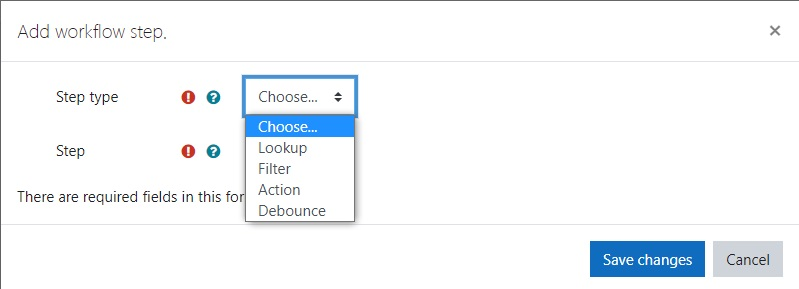 Add workflow step.
×
Step type
Choose...
Choose...
Lookup
Filter
Action
Debounce
Step
There are required fields in this for
Save changes
Cancel